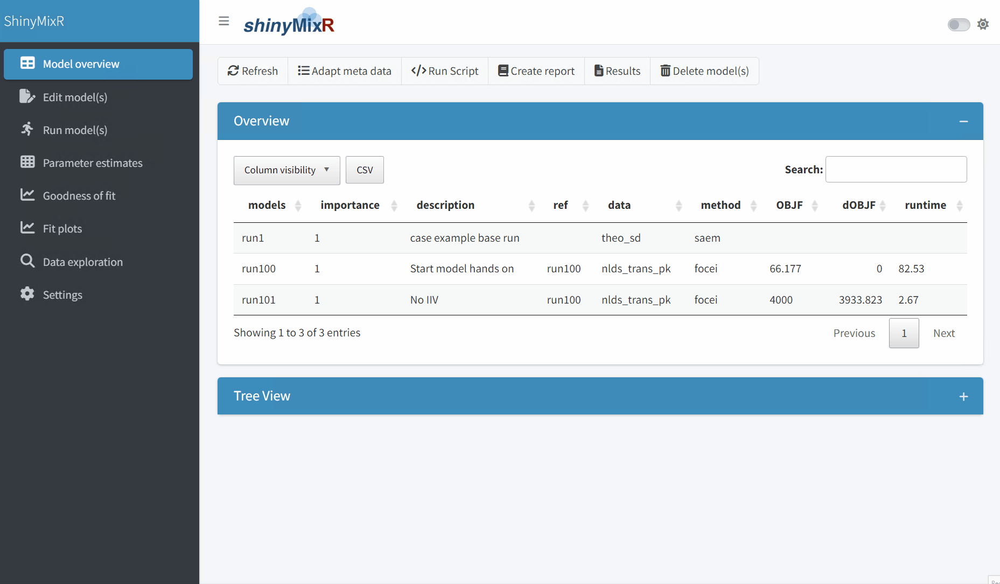 ShinyMixR
shinyMixR
Model overview
Edit model(s)
Run model(s)
Parameter estimates
Goodness of fit
Fit plots
Data exploration
Settings
Refresh Adapt meta data </> Run Script Create report Results Delete model(s)
Overview
Column visibility CSV Search:
models importance description ref data method OBJF dOBJF runtime
run1 1 case example base run theo_sd saem
run100 1 Start model hands on run100 nlds_trans_pk focei 66.177 0 82.53
run101 1 No IIV run100 nlds_trans_pk focei 4000 3933.823 2.67
Showing 1 to 3 of 3 entries Previous 1 Next
Tree View